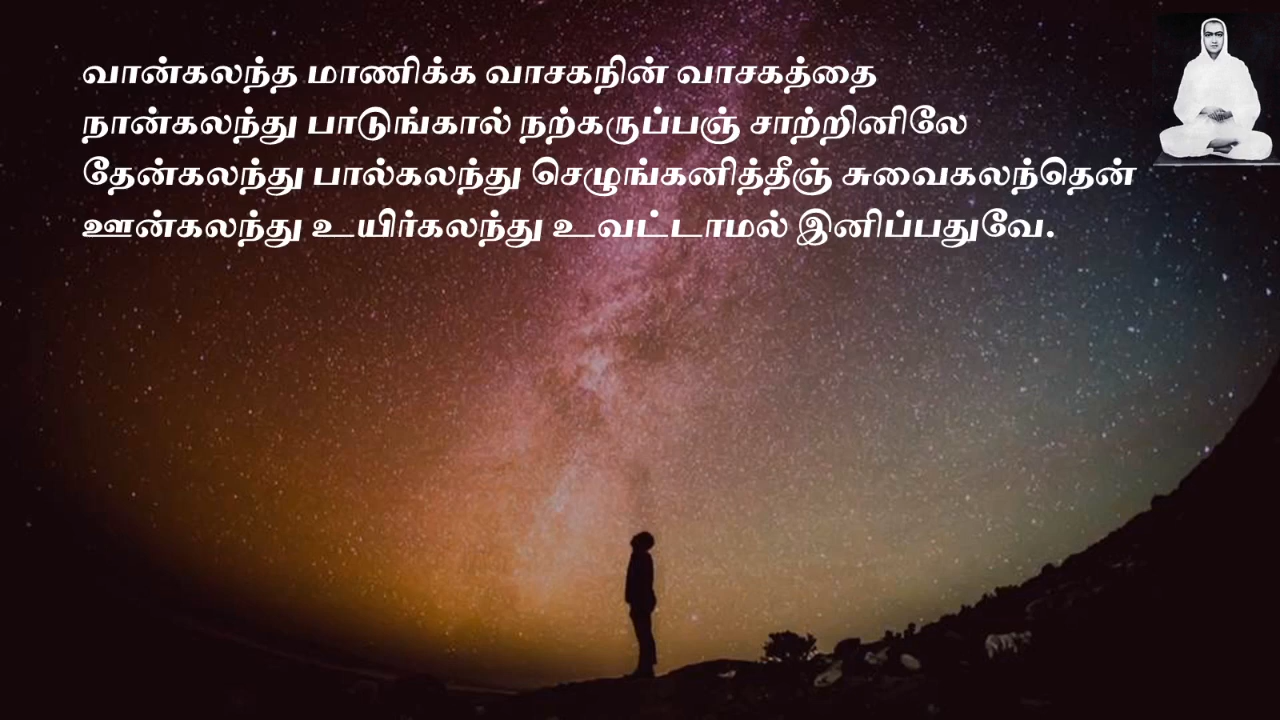 வான்கலந்த மாணிக்க வாசகநின் வாசகத்தை
நான்கலந்து பாடுங்கால் நற்கருப்பஞ் சாற்றினிலே
தேன்கலந்து பால்கலந்து செழுங்கனித்தீஞ் சுவைகலந்தென்
ஊன்கலந்து உயிர்கலந்து உவட்டாமல் இனிப்பதுவே.